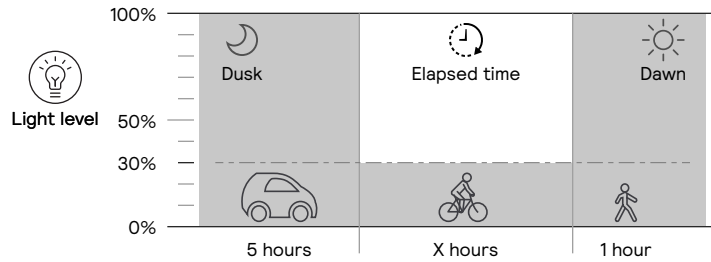 100%
Dusk
Elapsed time
Dawn
Light level
50%
30%
0%
5 hours
X hours
1 hour